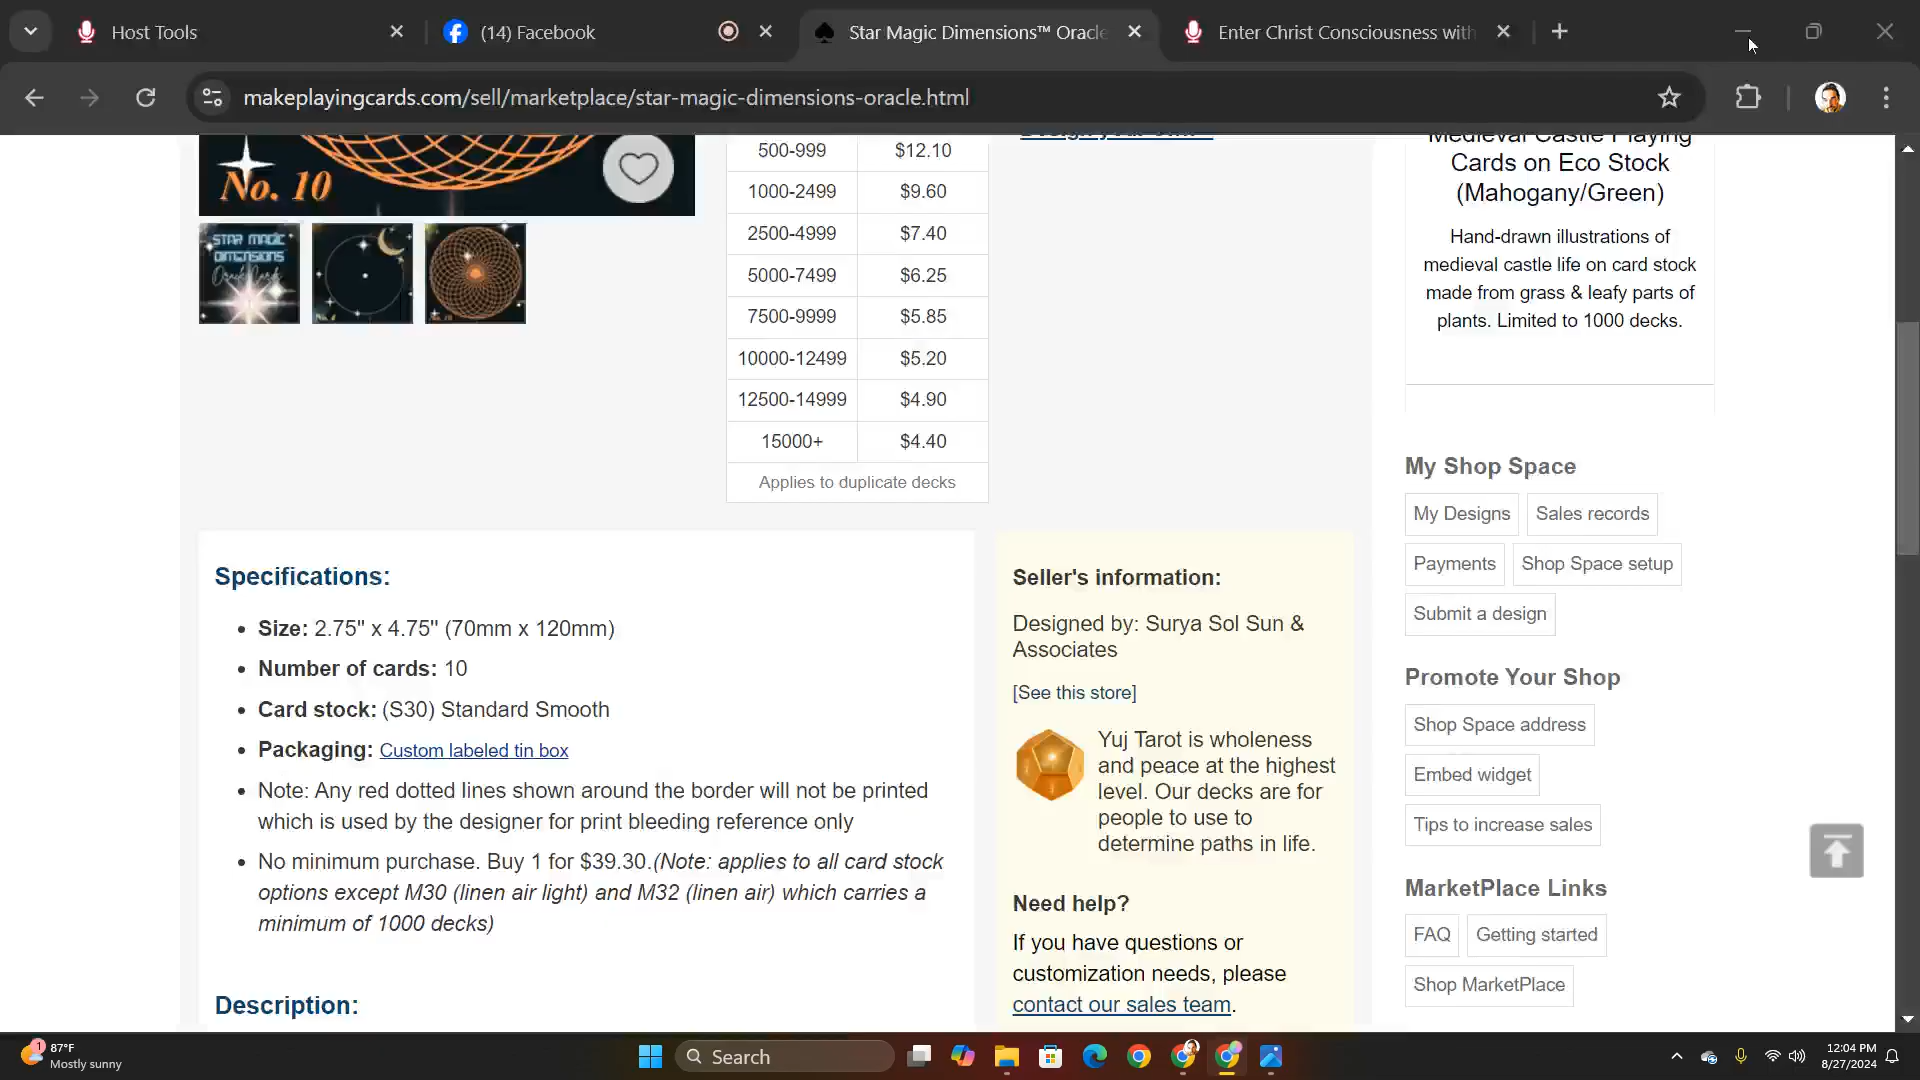 Host Tools
(14) Facebook
Star Magic Dimensions™ Oracle
Enter Christ Consciousness with
makeplayingcards.com/sell/marketplace/star-magic-dimensions-oracle.html
No. 10
STAR MAGIC
DIMENSIONS
Oracle Cards
500-999 $12.10
1000-2499 $9.60
2500-4999 $7.40
5000-7499 $6.25
7500-9999 $5.85
10000-12499 $5.20
12500-14999 $4.90
15000+ $4.40
Applies to duplicate decks
Medieval Castle Playing
Cards on Eco Stock
(Mahogany/Green)
Hand-drawn illustrations of
medieval castle life on card stock
made from grass & leafy parts of
plants. Limited to 1000 decks.
My Shop Space
My Designs Sales records
Payments Shop Space setup
Submit a design
Promote Your Shop
Shop Space address
Embed widget
Tips to increase sales
MarketPlace Links
FAQ Getting started
Shop MarketPlace
Specifications:
• Size: 2.75" x 4.75" (70mm x 120mm)
• Number of cards: 10
• Card stock: (S30) Standard Smooth
• Packaging: Custom labeled tin box
• Note: Any red dotted lines shown around the border will not be printed
which is used by the designer for print bleeding reference only
• No minimum purchase. Buy 1 for $39.30.(Note: applies to all card stock
options except M30 (linen air light) and M32 (linen air) which carries a
minimum of 1000 decks)
Description:
Seller's information:
Designed by: Surya Sol Sun &
Associates
[See this store]
Yuj Tarot is wholeness
and peace at the highest
level. Our decks are for
people to use to
determine paths in life.
Need help?
If you have questions or
customization needs, please
contact our sales team.
1
87°F
Mostly sunny
Search
12:04 PM
8/27/2024